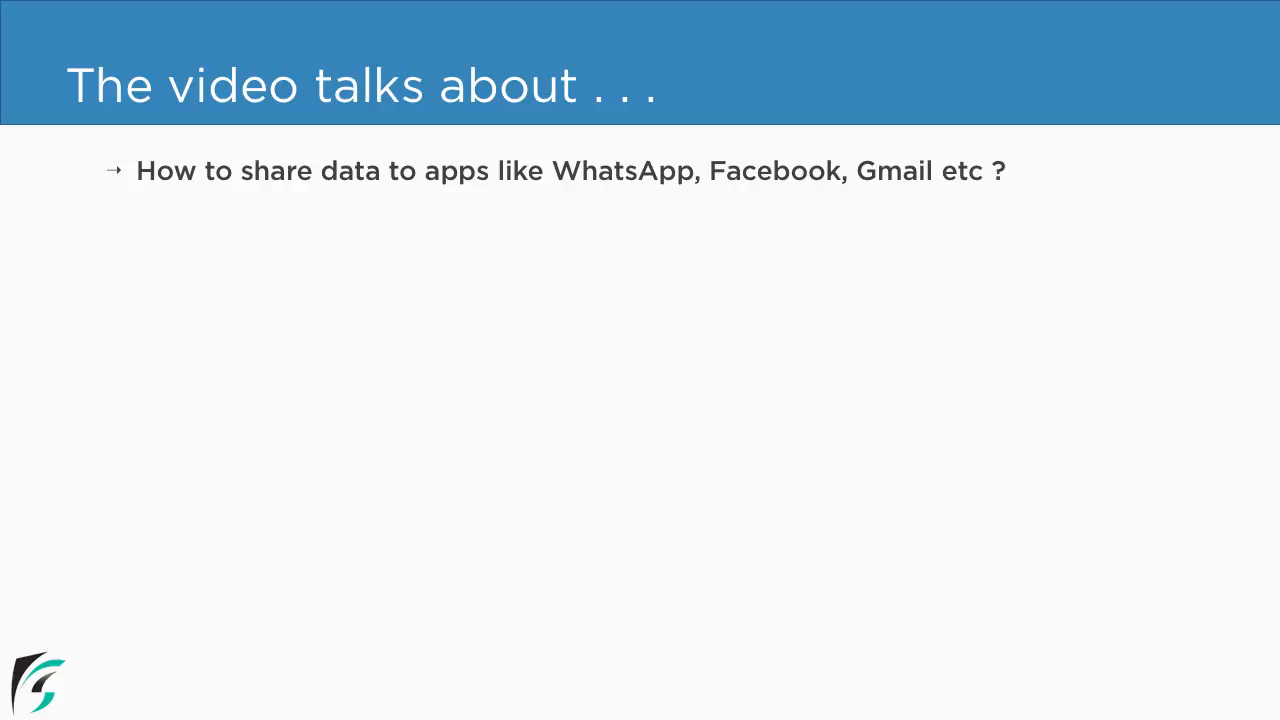 The video talks about . . .
→ How to share data to apps like WhatsApp, Facebook, Gmail etc ?